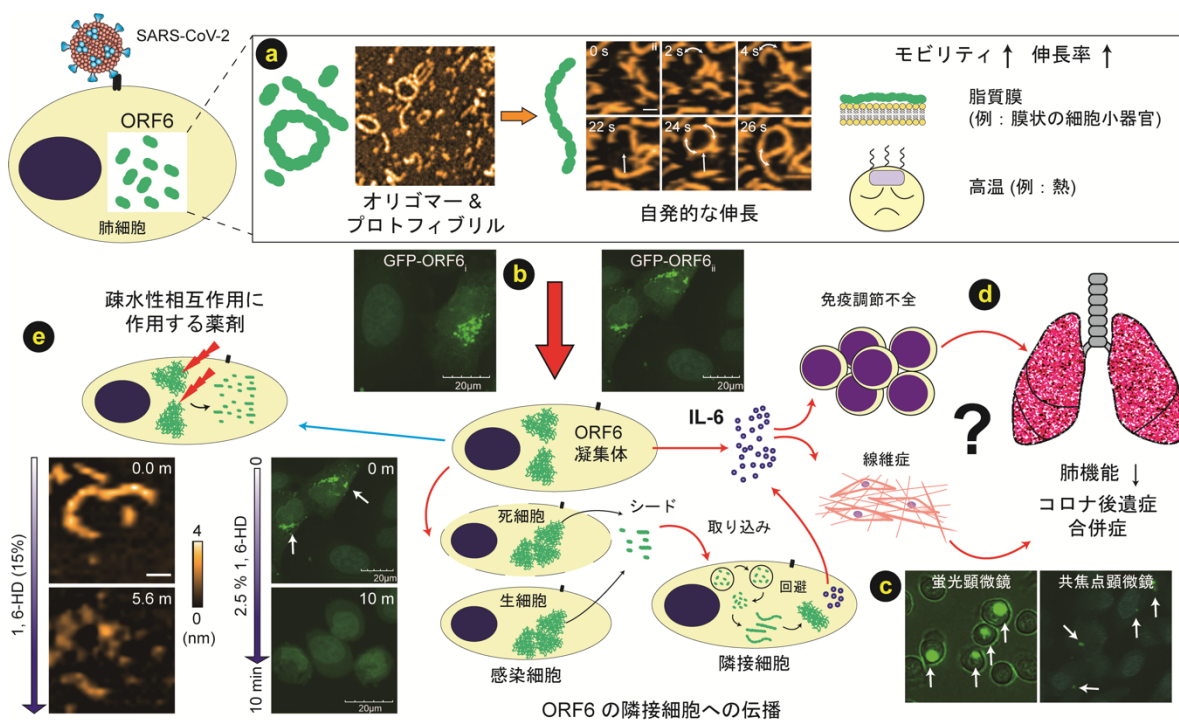 SARS-CoV-2
ORF6
肺細胞
a
オリゴマー &
プロトフィブリル
0 s
ii
2 s
4 s
22 s
24 s
26 s
自発的な伸長
モビリティ ↑ 伸長率 ↑
脂質膜
(例：膜状の細胞小器官)
高温 (例：熱)
b
GFP-ORF6 i
20μm
GFP-ORF6 ii
20μm
e
疎水性相互作用に
作用する薬剤
1, 6-HD (15%)
0.0 m
5.6 m
4
0
(nm)
0
2.5 % 1, 6-HD
10 min
0 m
20μm
10 m
20μm
ORF6
凝集体
IL-6
死細胞
生細胞
感染細胞
シード
取り込み
回避
隣接細胞
ORF6 の隣接細胞への伝播
免疫調節不全
線維症
d
?
肺機能 ↓
コロナ後遺症
合併症
c
蛍光顕微鏡
共焦点顕微鏡